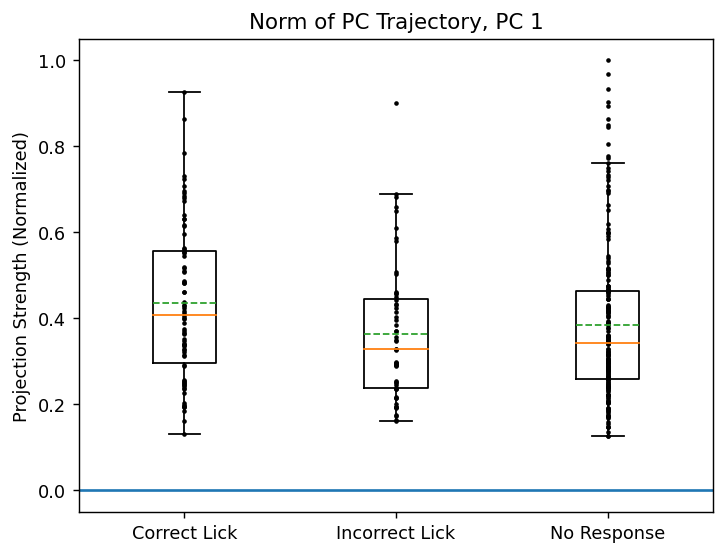 Norm of PC Trajectory, PC 1
Projection Strength (Normalized)
1.0
0.8
0.6
0.4
0.2
0.0
Correct Lick
Incorrect Lick
No Response